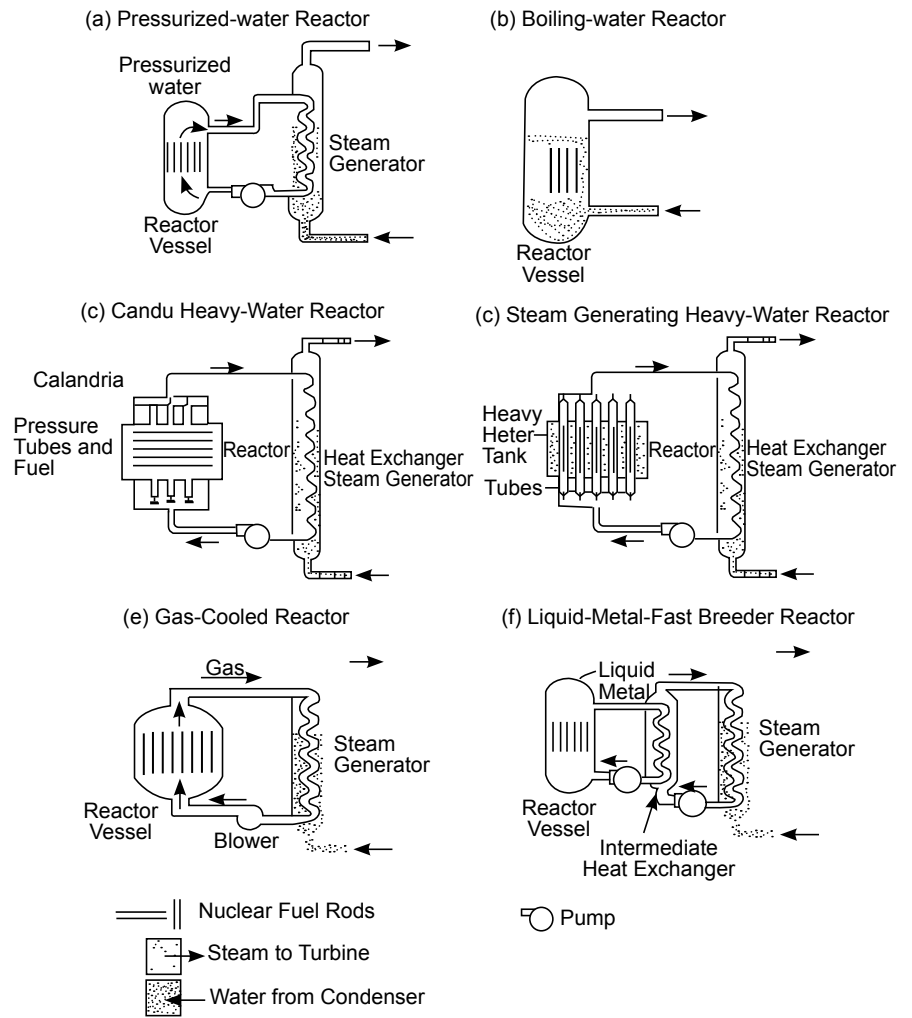 (a) Pressurized-water Reactor
Pressurized
water
Steam
Generator
Reactor
Vessel
(b) Boiling-water Reactor
Reactor
Vessel
(c) Candu Heavy-Water Reactor
Calandria
Pressure
Tubes and
Fuel
Reactor
Heat Exchanger
Steam Generator
(c) Steam Generating Heavy-Water Reactor
Heavy
Heter
Tank
Tubes
Reactor
Heat Exchanger
Steam Generator
(e) Gas-Cooled Reactor
Gas
Steam
Generator
Reactor
Vessel
Blower
(f) Liquid-Metal-Fast Breeder Reactor
Liquid
Metal
Steam
Generator
Reactor
Vessel
Intermediate
Heat Exchanger
Nuclear Fuel Rods
Pump
Steam to Turbine
Water from Condenser